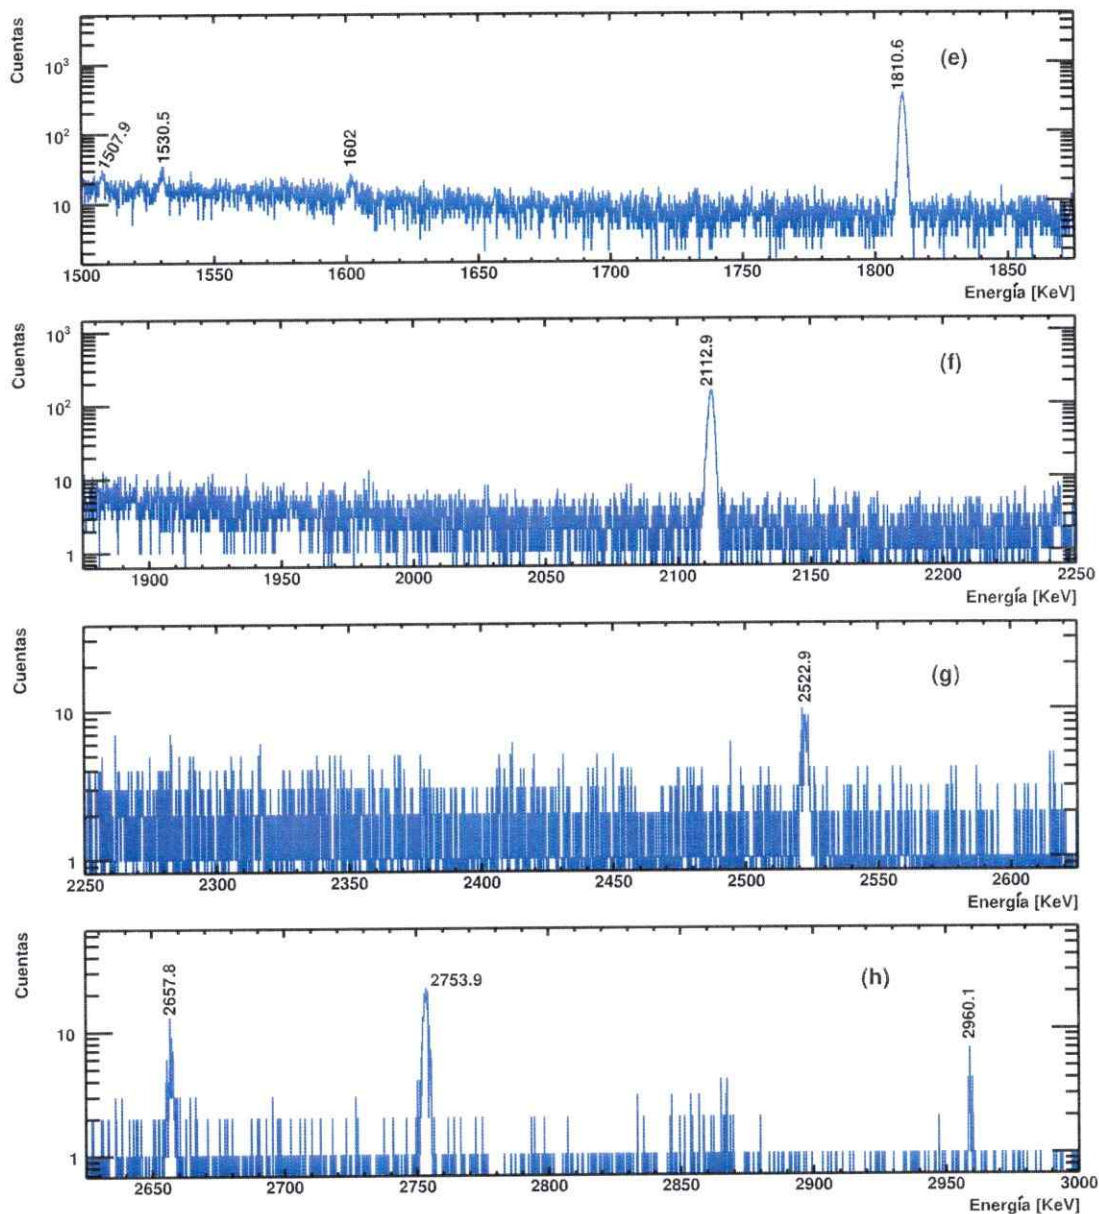 Cuentas
10³
10²
10
1507.9
1530.5
1602
1810.6
(e)
1500 1550 1600 1650 1700 1750 1800 1850
Energía [KeV]
Cuentas
10³
10²
10
1
2112.9
(f)
1900 1950 2000 2050 2100 2150 2200 2250
Energía [KeV]
Cuentas
10
1
2522.9
(g)
2250 2300 2350 2400 2450 2500 2550 2600
Energía [KeV]
Cuentas
10
1
2657.8
2753.9
(h)
2960.1
2650 2700 2750 2800 2850 2900 2950 3000
Energía [KeV]